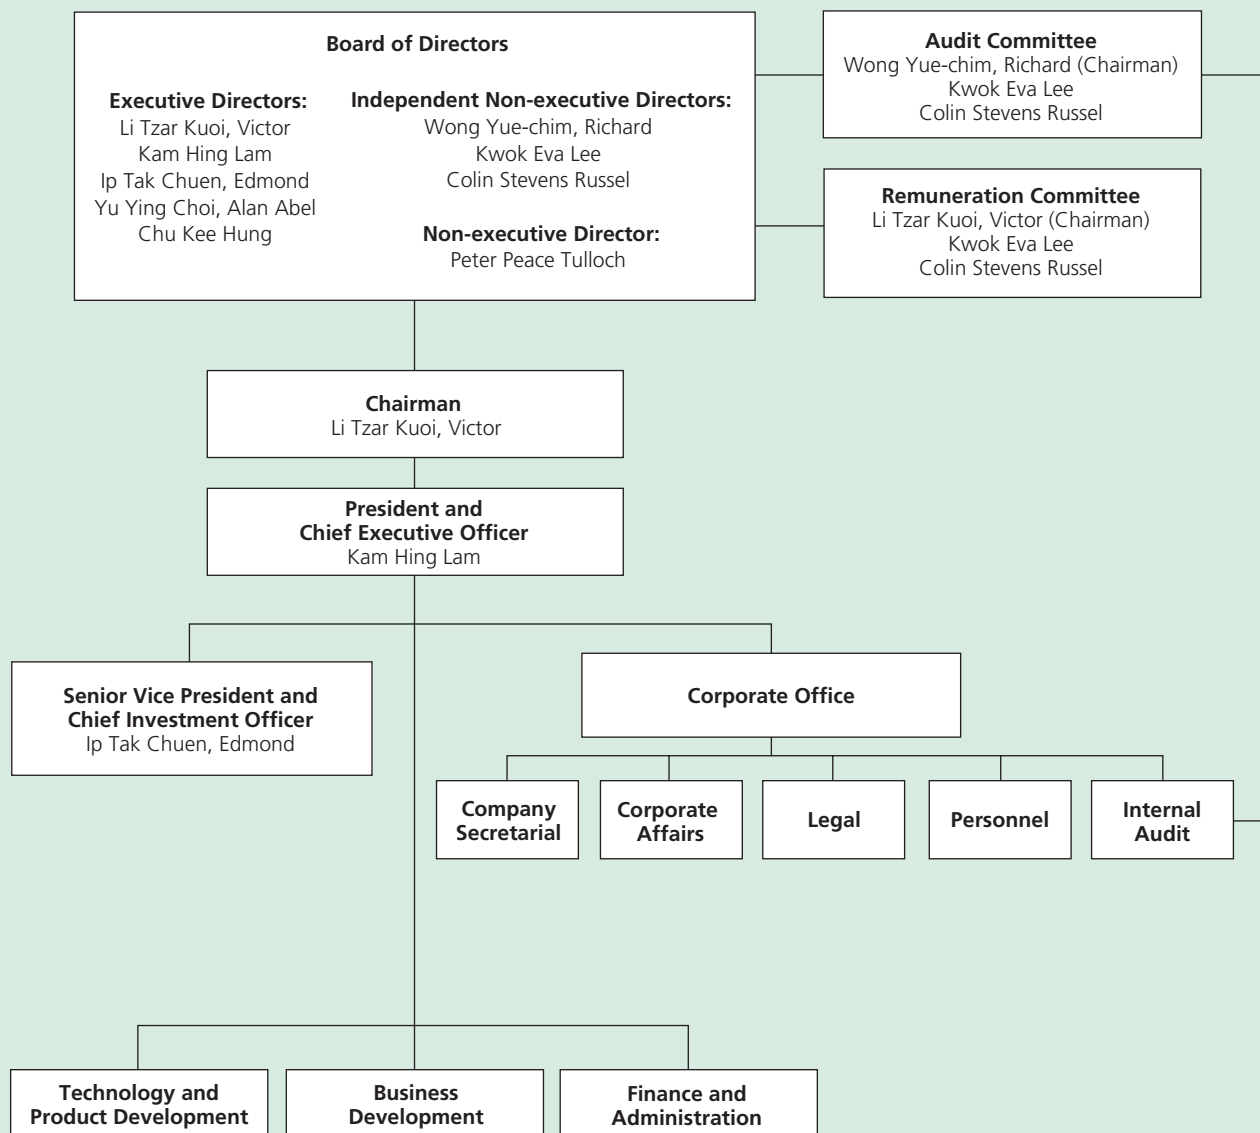 Board of Directors
Executive Directors:
Li Tzar Kuoi, Victor
Kam Hing Lam
Ip Tak Chuen, Edmond
Yu Ying Choi, Alan Abel
Chu Kee Hung
Independent Non-executive Directors:
Wong Yue-chim, Richard
Kwok Eva Lee
Colin Stevens Russel
Non-executive Director:
Peter Peace Tulloch
Audit Committee
Wong Yue-chim, Richard (Chairman)
Kwok Eva Lee
Colin Stevens Russel
Remuneration Committee
Li Tzar Kuoi, Victor (Chairman)
Kwok Eva Lee
Colin Stevens Russel
Chairman
Li Tzar Kuoi, Victor
President and
Chief Executive Officer
Kam Hing Lam
Senior Vice President and
Chief Investment Officer
Ip Tak Chuen, Edmond
Corporate Office
Company
Secretarial
Corporate
Affairs
Legal
Personnel
Internal
Audit
Technology and
Product Development
Business
Development
Finance and
Administration